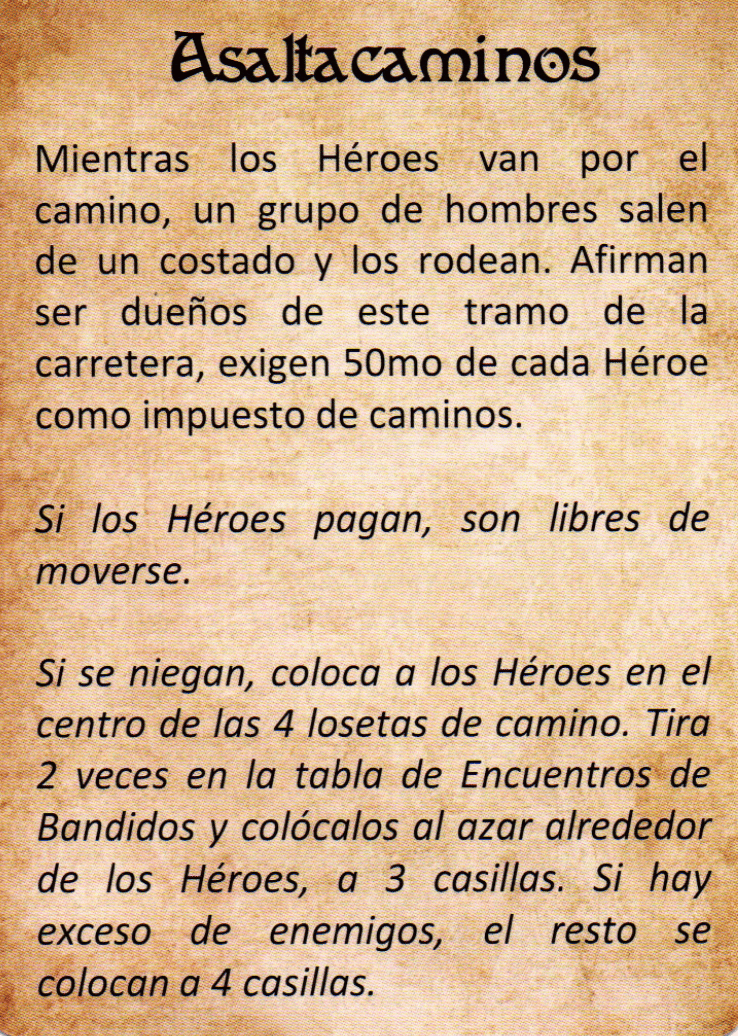 Asaltacaminos
Mientras los Héroes van por el
camino, un grupo de hombres salen
de un costado y los rodean. Afirman
ser dueños de este tramo de la
carretera, exigen 50mo de cada Héroe
como impuesto de caminos.
Si los Héroes pagan, son libres de
moverse.
Si se niegan, coloca a los Héroes en el
centro de las 4 losetas de camino. Tira
2 veces en la tabla de Encuentros de
Bandidos y colócalos al azar alrededor
de los Héroes, a 3 casillas. Si hay
exceso de enemigos, el resto se
colocan a 4 casillas.